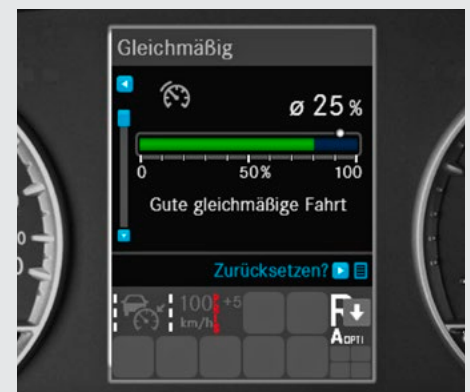 Gleichmäßig
ø 25 %
0 50% 100
Gute gleichmäßige Fahrt
Zurücksetzen?
100 +5
km/h
A OPTI